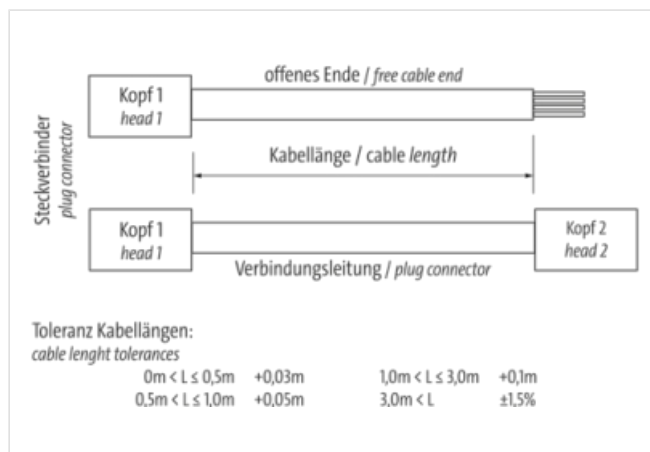 offenes Ende / free cable end
Kopf 1
head 1
Steckverbinder
plug connector
Kabellänge / cable length
Kopf 1
head 1
Kopf 2
head 2
Verbindungsleitung / plug connector
Toleranz Kabellängen:
cable lenght tolerances
0m < L ≤ 0,5m +0,03m 1,0m < L ≤ 3,0m +0,1m
0,5m < L ≤ 1,0m +0,05m 3,0m < L ±1,5%